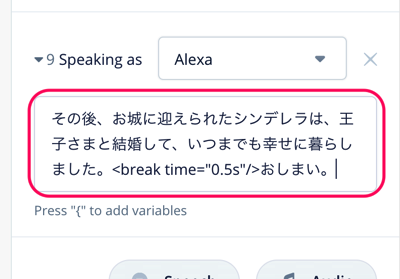 9 Speaking as
Alexa
その後、お城に迎えられたシンデレラは、王
子さまと結婚して、いつまでも幸せに暮らし
ました。<break time="0.5s"/>おしまい。
Press "{" to add variables